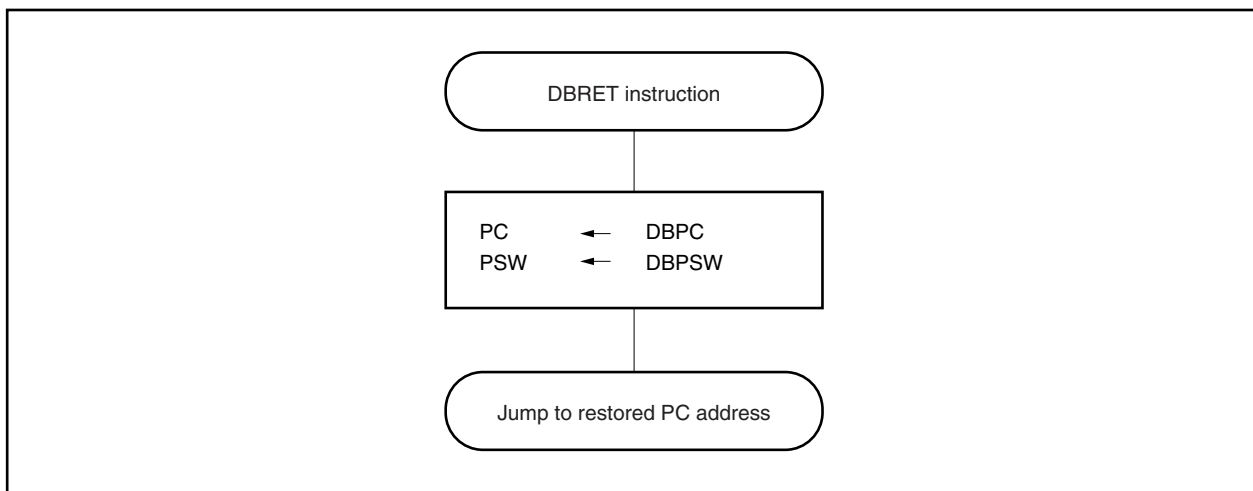 DBRET instruction
PC ← DBPC
PSW ← DBPSW
Jump to restored PC address